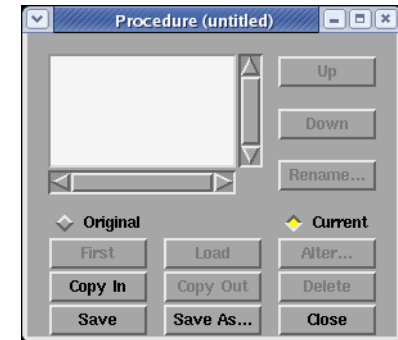 Procedure (untitled)
Up
Down
Rename...
Original Current
First Load Alter...
Copy In Copy Out Delete
Save Save As... Close